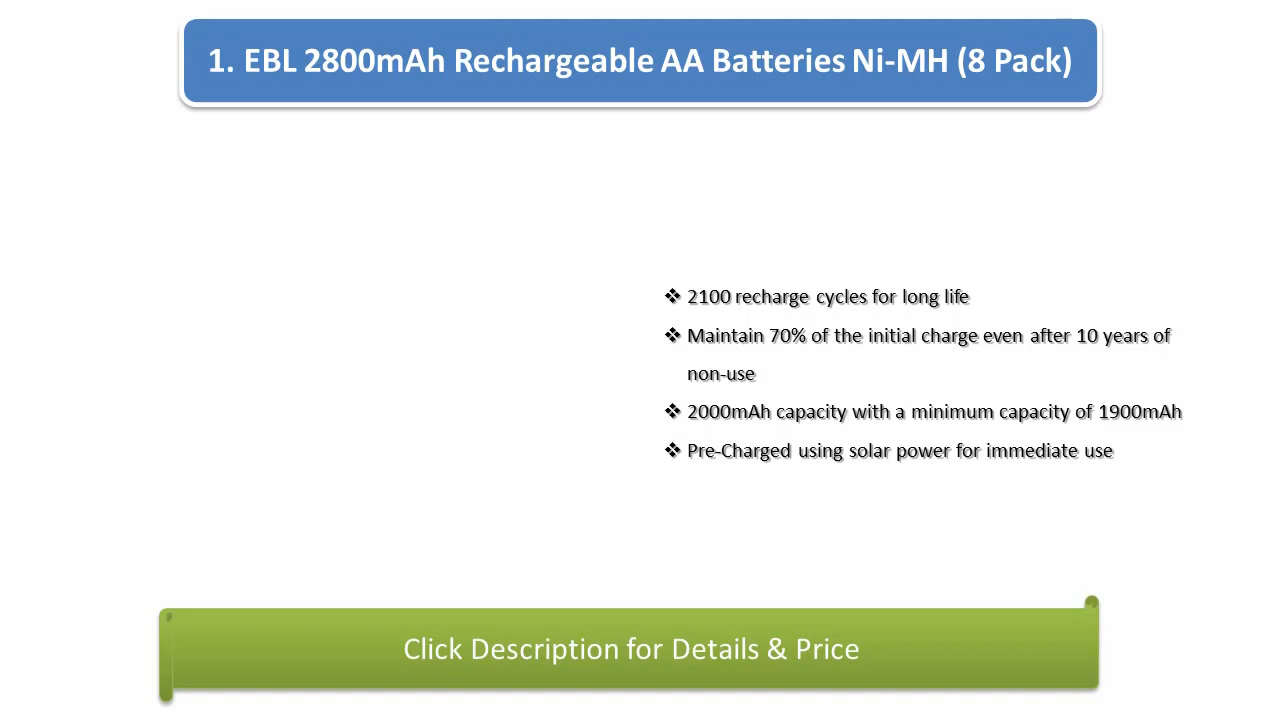 1. EBL 2800mAh Rechargeable AA Batteries Ni-MH (8 Pack)
❖ 2100 recharge cycles for long life
❖ Maintain 70% of the initial charge even after 10 years of
non-use
❖ 2000mAh capacity with a minimum capacity of 1900mAh
❖ Pre-Charged using solar power for immediate use
Click Description for Details & Price